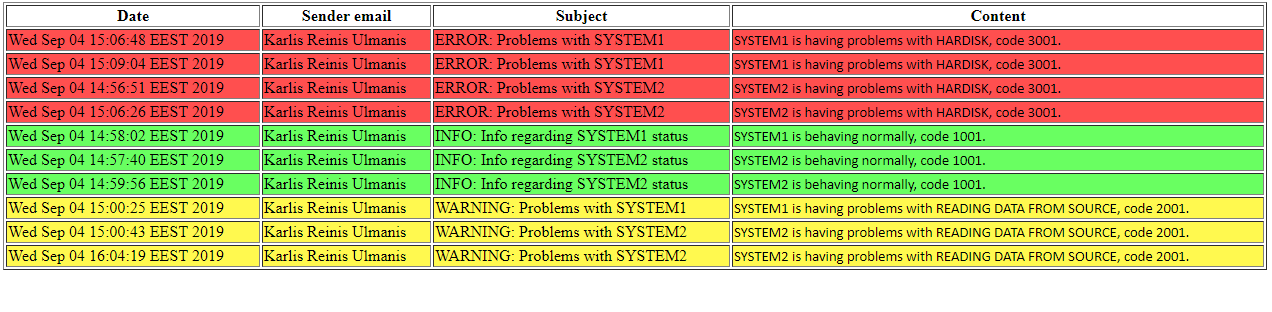 Date Sender email Subject Content
Wed Sep 04 15:06:48 EEST 2019 Karlis Reinis Ulmanis ERROR: Problems with SYSTEM1 SYSTEM1 is having problems with HARDISK, code 3001.
Wed Sep 04 15:09:04 EEST 2019 Karlis Reinis Ulmanis ERROR: Problems with SYSTEM1 SYSTEM1 is having problems with HARDISK, code 3001.
Wed Sep 04 14:56:51 EEST 2019 Karlis Reinis Ulmanis ERROR: Problems with SYSTEM2 SYSTEM2 is having problems with HARDISK, code 3001.
Wed Sep 04 15:06:26 EEST 2019 Karlis Reinis Ulmanis ERROR: Problems with SYSTEM2 SYSTEM2 is having problems with HARDISK, code 3001.
Wed Sep 04 14:58:02 EEST 2019 Karlis Reinis Ulmanis INFO: Info regarding SYSTEM1 status SYSTEM1 is behaving normally, code 1001.
Wed Sep 04 14:57:40 EEST 2019 Karlis Reinis Ulmanis INFO: Info regarding SYSTEM2 status SYSTEM2 is behaving normally, code 1001.
Wed Sep 04 14:59:56 EEST 2019 Karlis Reinis Ulmanis INFO: Info regarding SYSTEM2 status SYSTEM2 is behaving normally, code 1001.
Wed Sep 04 15:00:25 EEST 2019 Karlis Reinis Ulmanis WARNING: Problems with SYSTEM1 SYSTEM1 is having problems with READING DATA FROM SOURCE, code 2001.
Wed Sep 04 15:00:43 EEST 2019 Karlis Reinis Ulmanis WARNING: Problems with SYSTEM2 SYSTEM2 is having problems with READING DATA FROM SOURCE, code 2001.
Wed Sep 04 16:04:19 EEST 2019 Karlis Reinis Ulmanis WARNING: Problems with SYSTEM2 SYSTEM2 is having problems with READING DATA FROM SOURCE, code 2001.